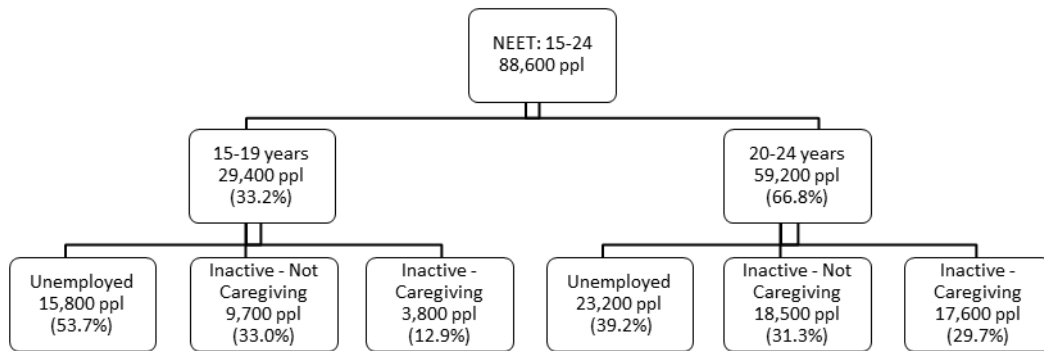 NEET: 15-24
88,600 ppl
15-19 years
29,400 ppl
(33.2%)
20-24 years
59,200 ppl
(66.8%)
Unemployed
15,800 ppl
(53.7%)
Inactive - Not
Caregiving
9,700 ppl
(33.0%)
Inactive -
Caregiving
3,800 ppl
(12.9%)
Unemployed
23,200 ppl
(39.2%)
Inactive - Not
Caregiving
18,500 ppl
(31.3%)
Inactive -
Caregiving
17,600 ppl
(29.7%)